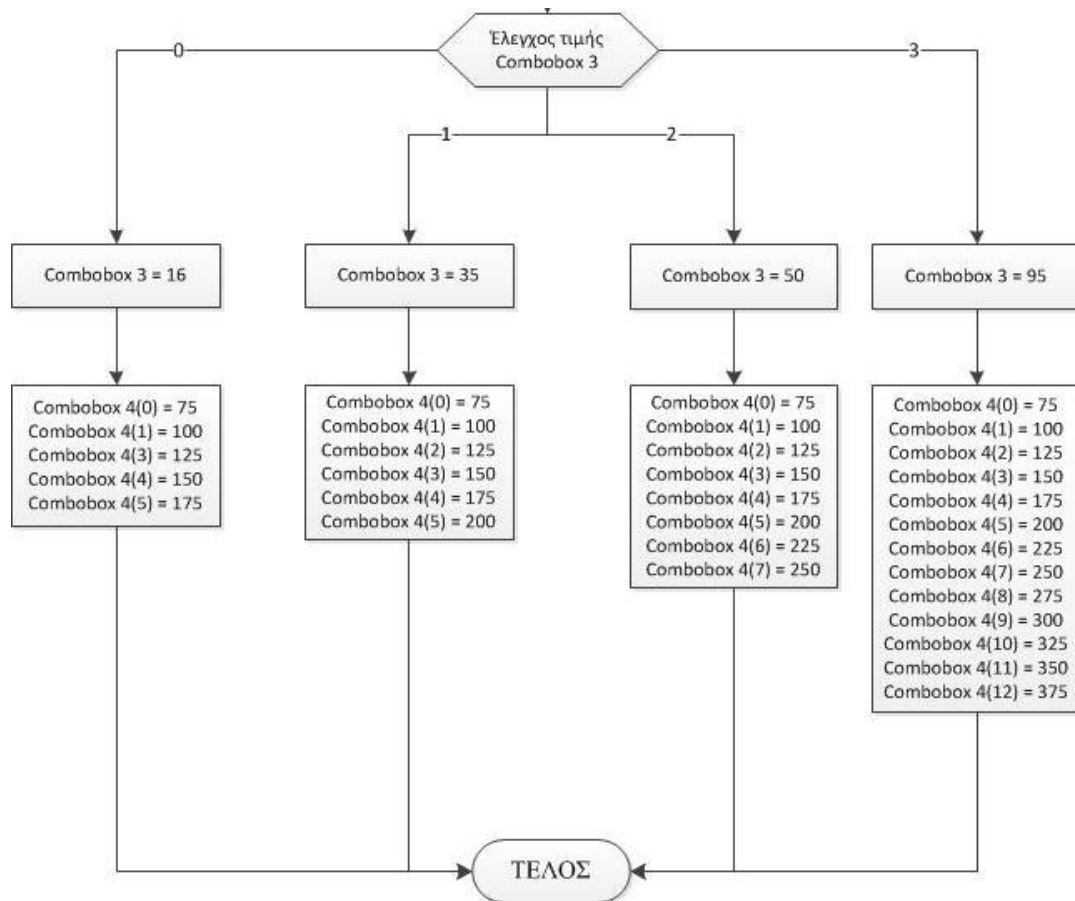 Έλεγχος τιμής
Combobox 3
0
3
1
2
Combobox 3 = 16
Combobox 3 = 35
Combobox 3 = 50
Combobox 3 = 95
Combobox 4(0) = 75
Combobox 4(1) = 100
Combobox 4(3) = 125
Combobox 4(4) = 150
Combobox 4(5) = 175
Combobox 4(0) = 75
Combobox 4(1) = 100
Combobox 4(2) = 125
Combobox 4(3) = 150
Combobox 4(4) = 175
Combobox 4(5) = 200
Combobox 4(0) = 75
Combobox 4(1) = 100
Combobox 4(2) = 125
Combobox 4(3) = 150
Combobox 4(4) = 175
Combobox 4(5) = 200
Combobox 4(6) = 225
Combobox 4(7) = 250
Combobox 4(0) = 75
Combobox 4(1) = 100
Combobox 4(2) = 125
Combobox 4(3) = 150
Combobox 4(4) = 175
Combobox 4(5) = 200
Combobox 4(6) = 225
Combobox 4(7) = 250
Combobox 4(8) = 275
Combobox 4(9) = 300
Combobox 4(10) = 325
Combobox 4(11) = 350
Combobox 4(12) = 375
ΤΕΛΟΣ